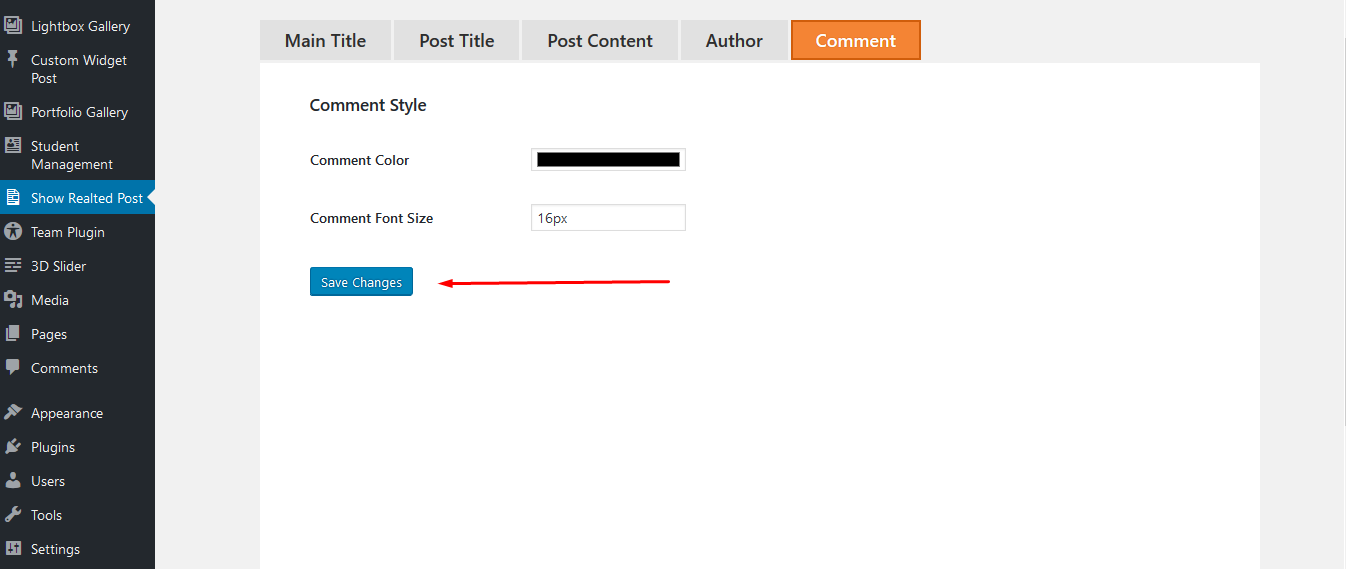 Lightbox Gallery
Custom Widget
Post
Portfolio Gallery
Student
Management
Show Realted Post
Team Plugin
3D Slider
Media
Pages
Comments
Appearance
Plugins
Users
Tools
Settings
Main Title
Post Title
Post Content
Author
Comment
Comment Style
Comment Color
Comment Font Size
16px
Save Changes